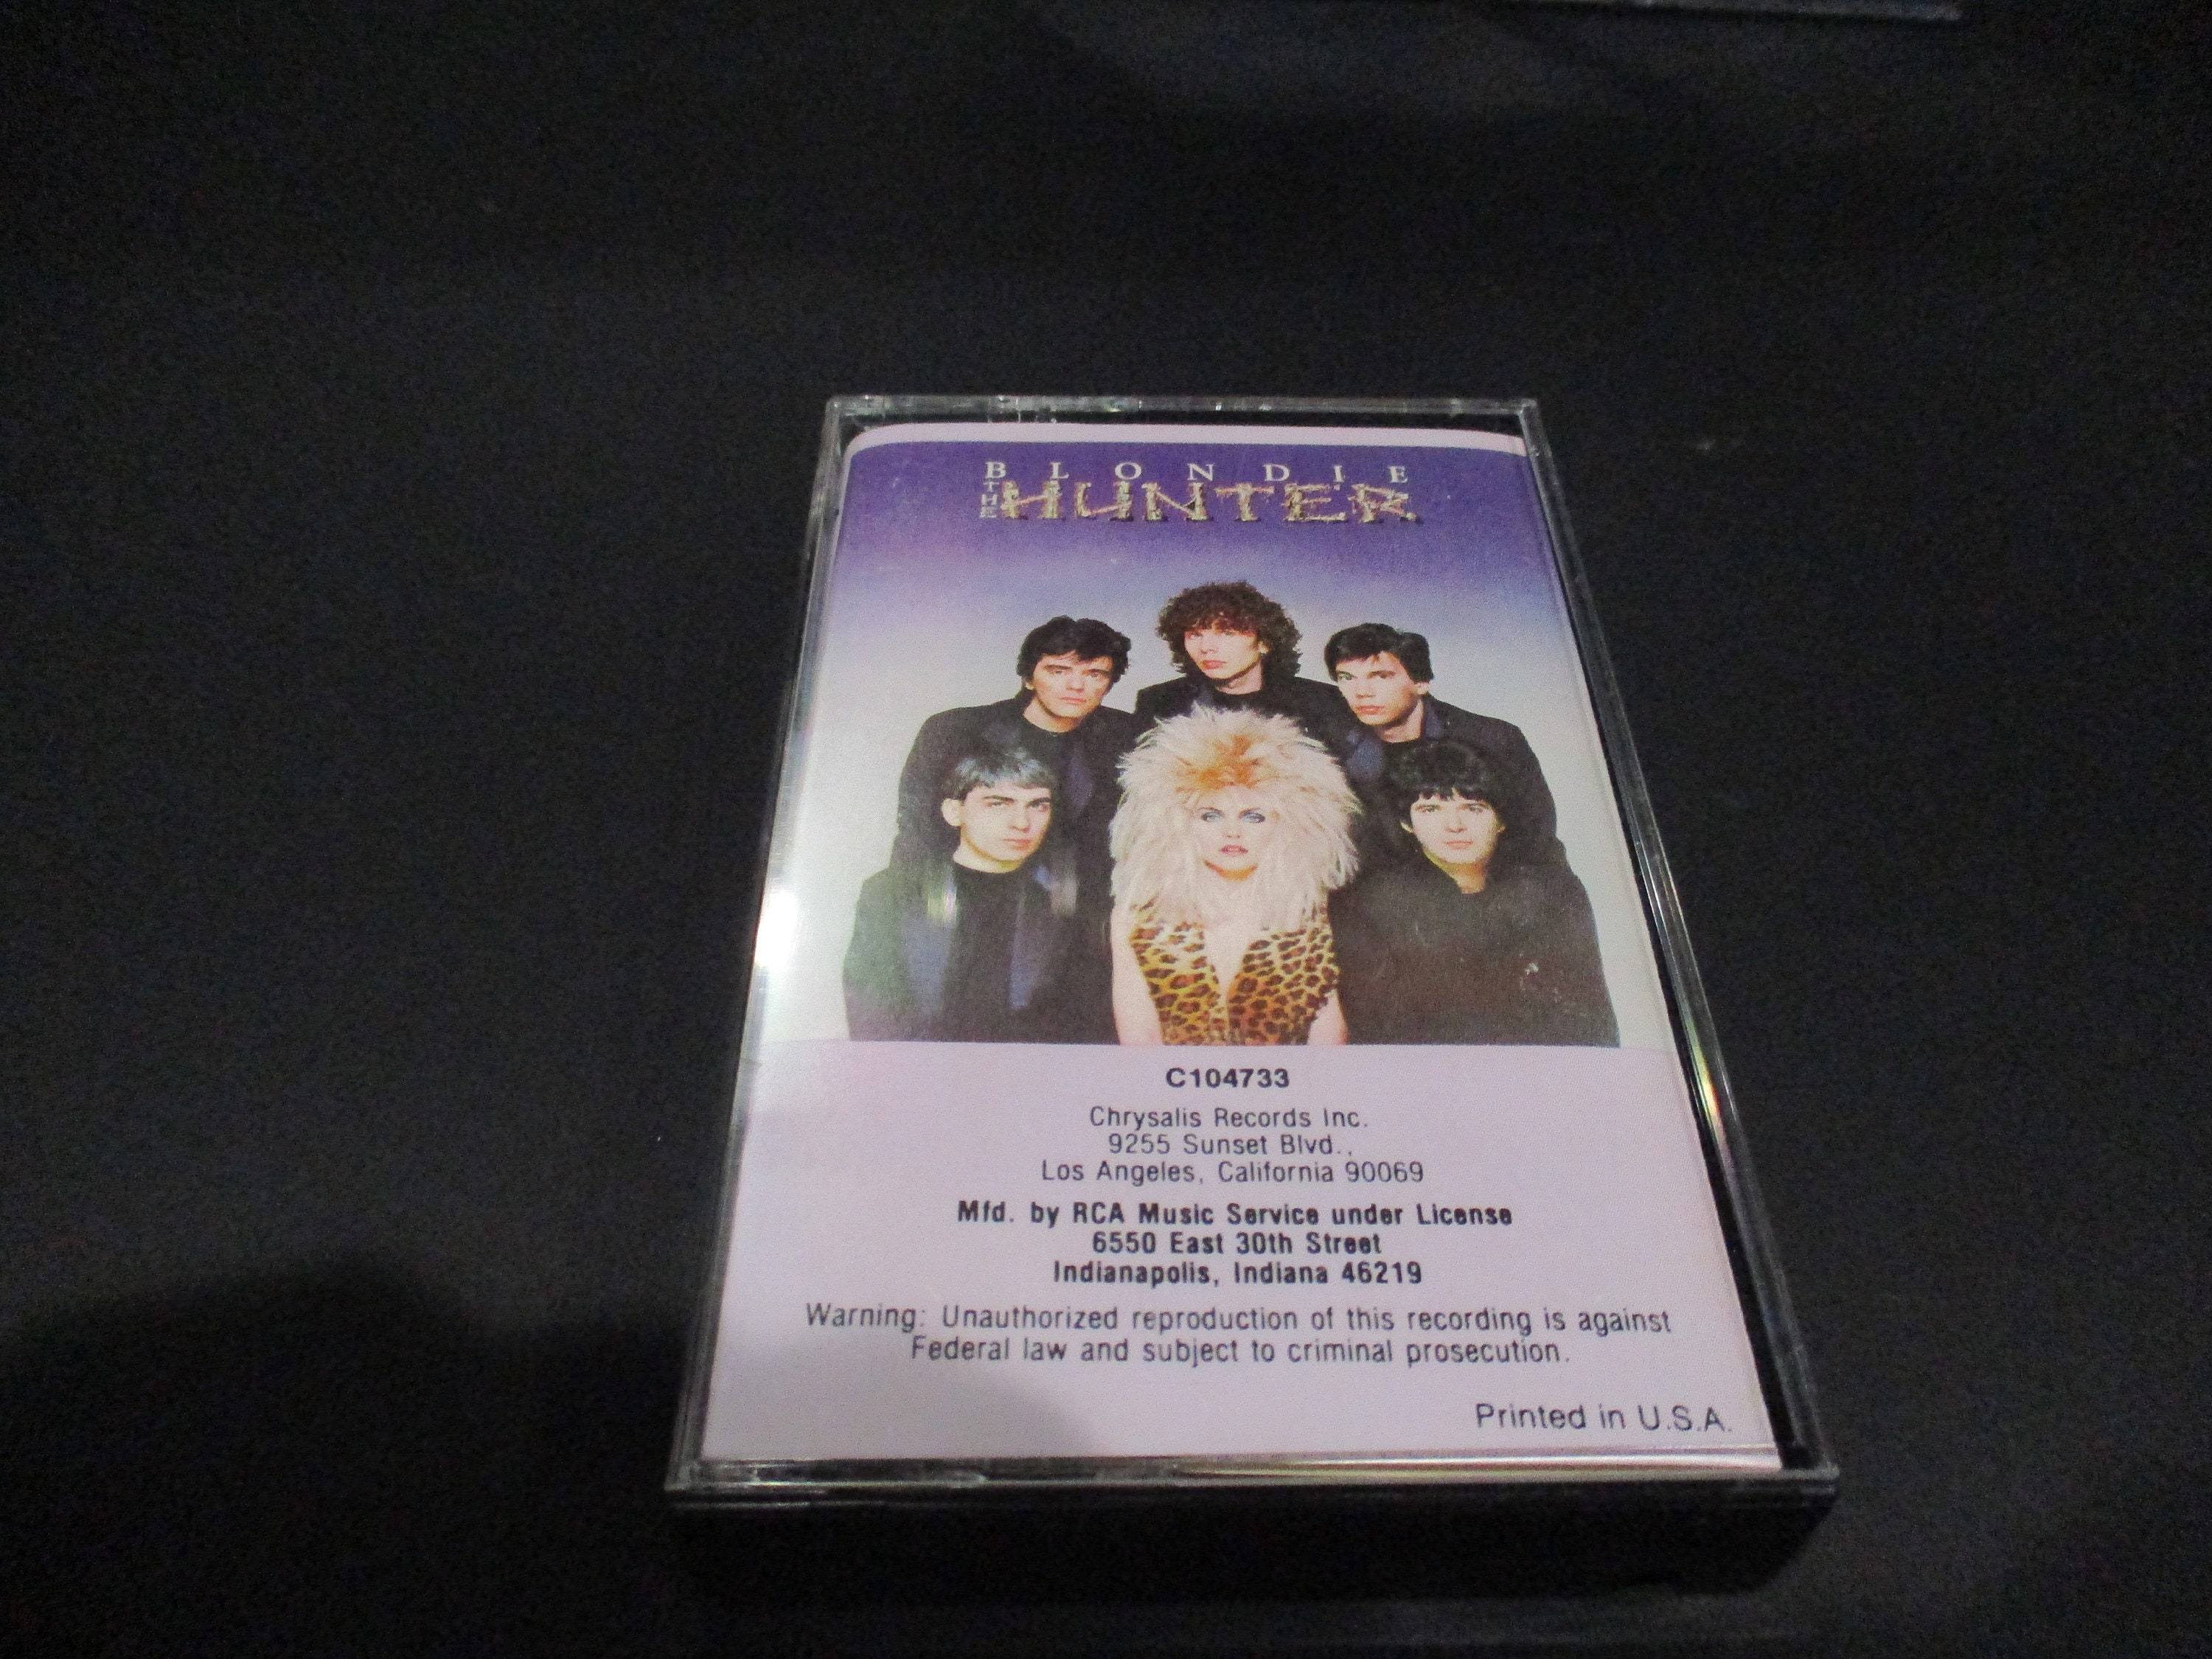 BLONDIE
THE HUNTER
C104733
Chrysalis Records Inc.
9255 Sunset Blvd.,
Los Angeles, California 90069
Mfd. by RCA Music Service under License
6550 East 30th Street
Indianapolis, Indiana 46219
Warning: Unauthorized reproduction of this recording is against
Federal law and subject to criminal prosecution.
Printed in U.S.A.